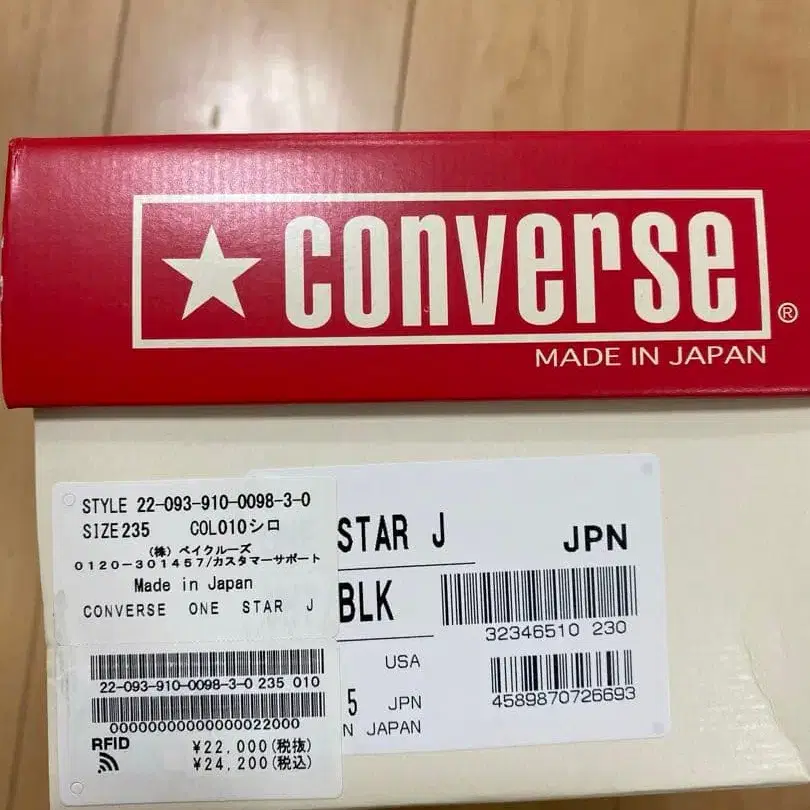 CONVERSE®
MADE IN JAPAN
STYLE 22-093-910-0098-3-0
SIZE235 COL010シロ
(株) ベイクルーズ
0120-301457/カスタマーサポート
Made in Japan
CONVERSE ONE STAR J
22-093-910-0098-3-0 235 010
00000000000000022000
RFID
¥22,000(税抜)
¥24,200(税込)
STAR J JPN
BLK
32346510 230
USA
5 JPN
4589870726693
N JAPAN